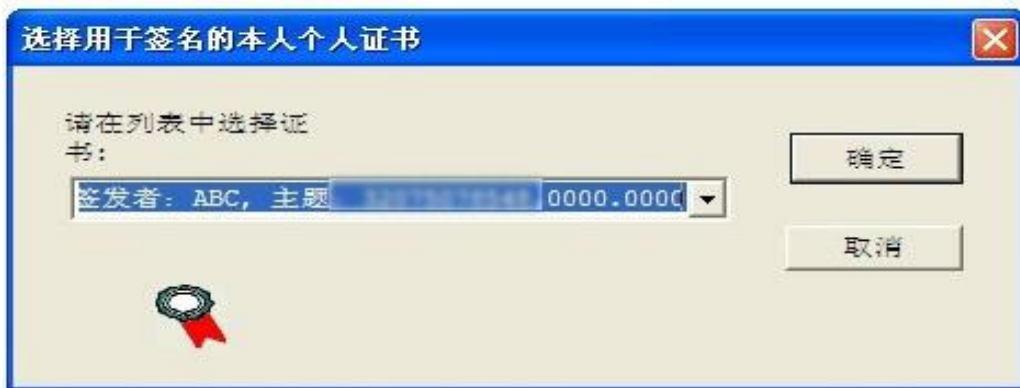 选择用于签名的本人个人证书
请在列表中选择证
书：
签发者：ABC，主题 0000.0000
确定
取消